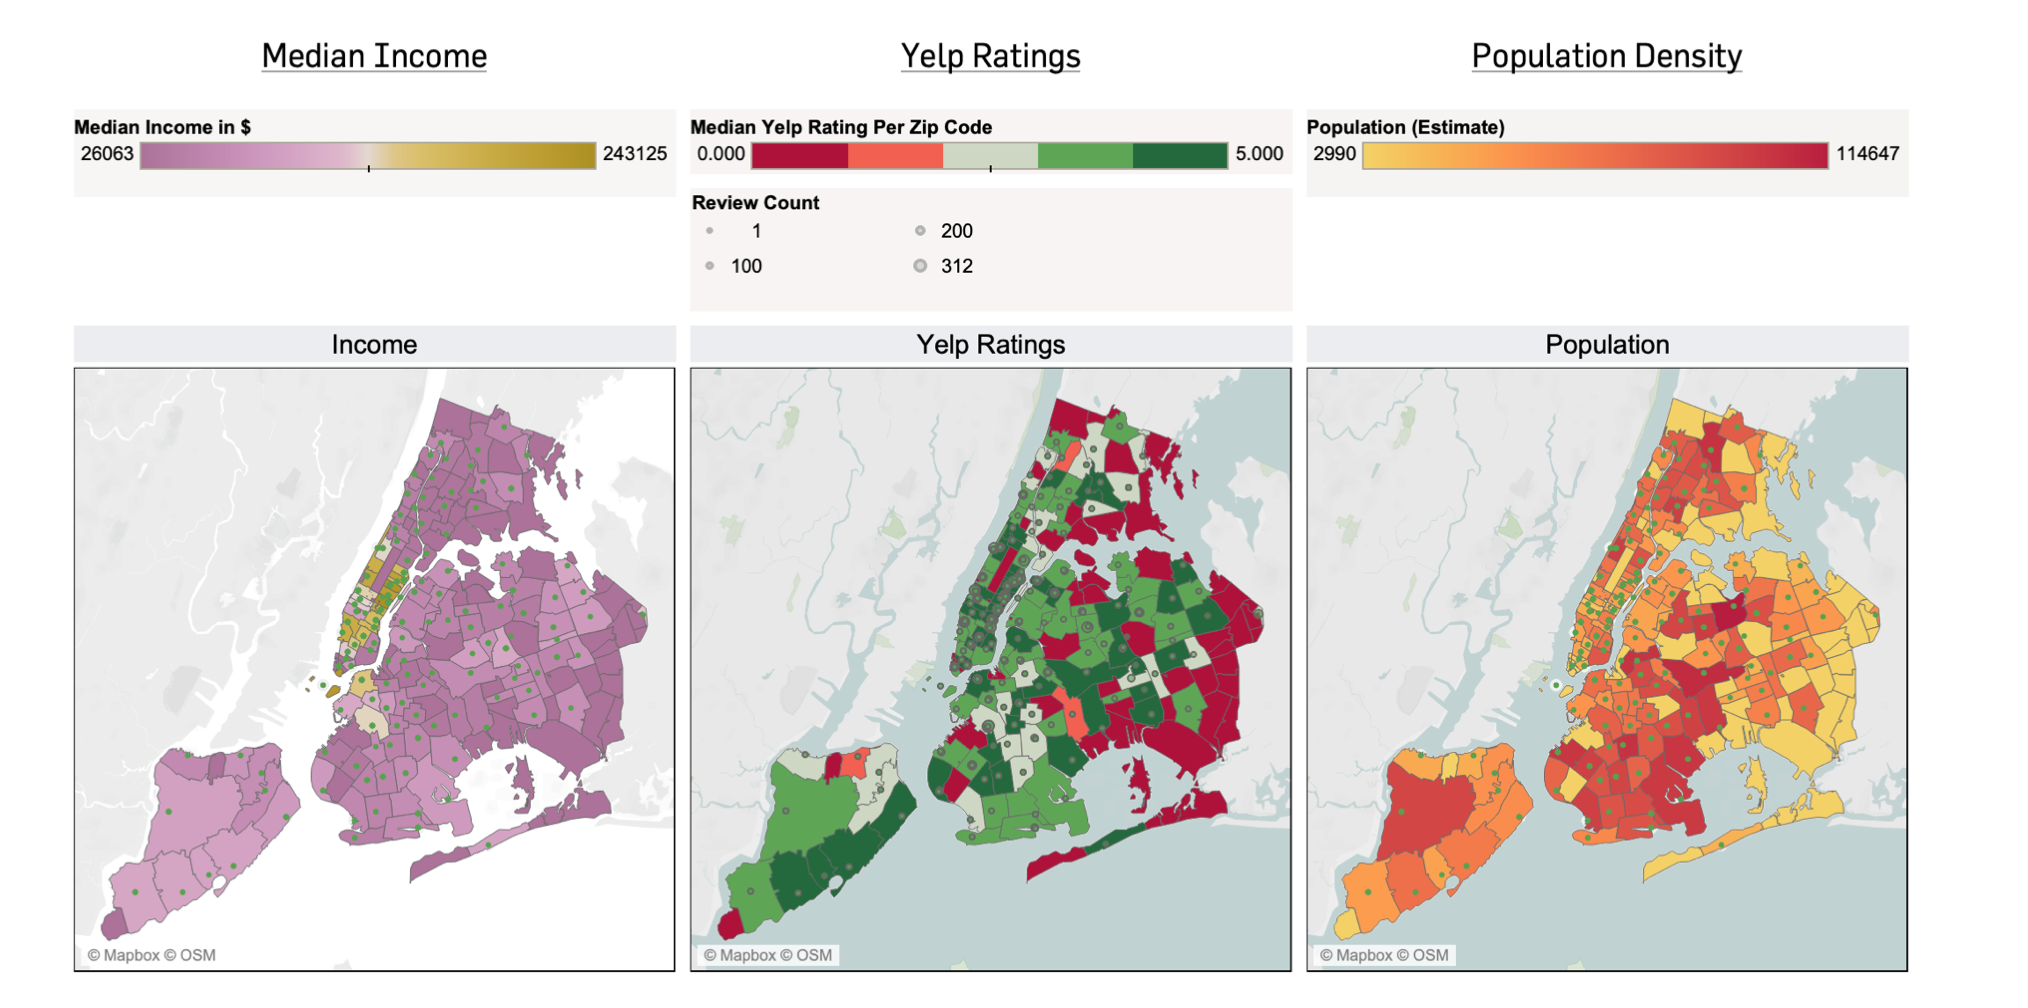 Median Income
Yelp Ratings
Population Density
Median Income in $
26063
243125
Median Yelp Rating Per Zip Code
0.000
5.000
Population (Estimate)
2990
114647
Review Count
1
200
100
312
Income
Yelp Ratings
Population
© Mapbox © OSM
© Mapbox © OSM
© Mapbox © OSM